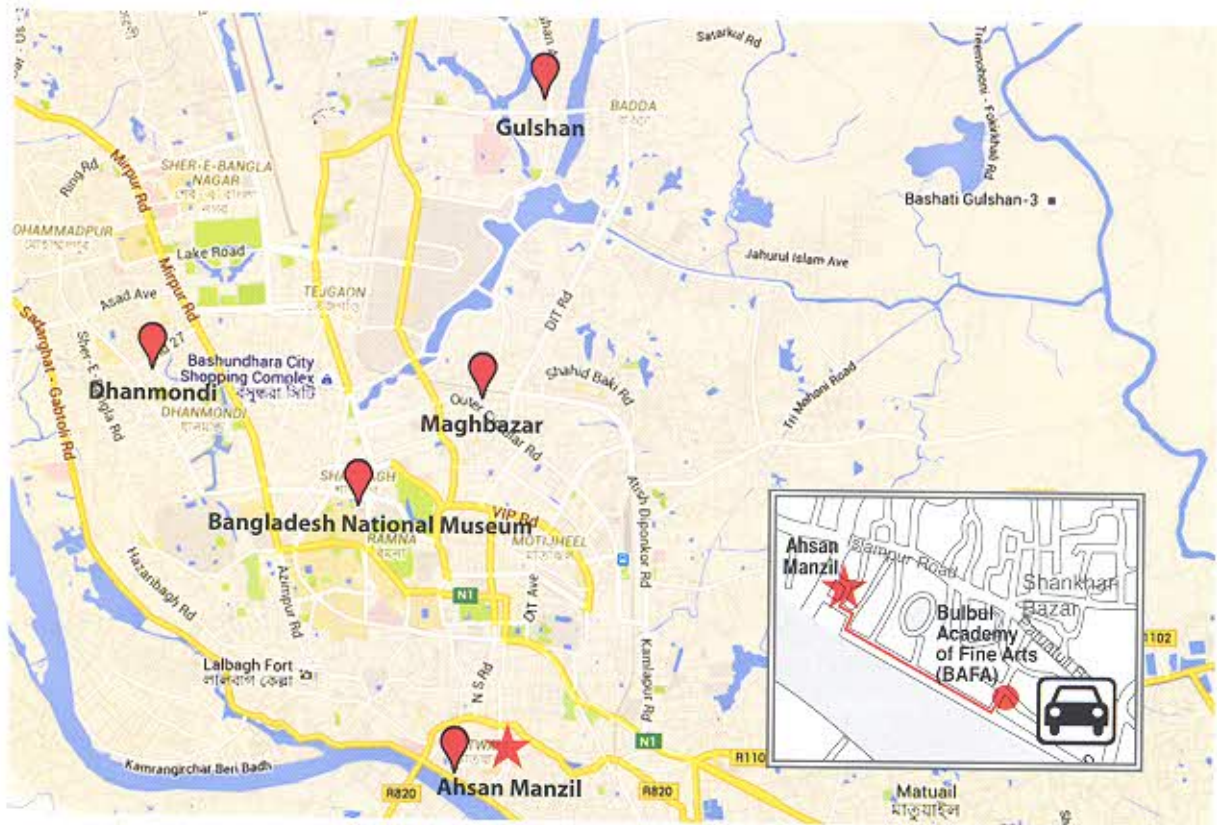 Satarkul Rd
BADDA
Gulshan
Ring Rd
Mirpur Rd
SHER-E-BANGLA
NAGAR
Bashati Gulshan-3
Lake Road
Jahurul Islam Ave
Mirpur Rd
Asad Ave
TEJGAON
DIT Rd
Sadarghat - Gabtoli Rd
27
Bashundhara City
Shopping Complex
Dhanmondi
DHANMONDI
Shahid Baki Rd
Tri Mohoni Road
Maghbazar
Bangladesh National Museum
RAMNA
VIP Rd
MOTIJHEEL
Atish Diponkor Rd
Hazaribagh Rd
Azimpur Rd
N1
DIT Ave
Ahsan
Manzil
Islampur Road
Shankhari
Bazar
Bulbul
Academy
of Fine Arts
(BAFA)
Lalbagh Fort
লালবাগ কেল্লা
N S Rd
Kamlapur Rd
N1
R110
Kamrangirchar Beri Badh
Ahsan Manzil
R820
R820
Matuail
মাতুয়াইল